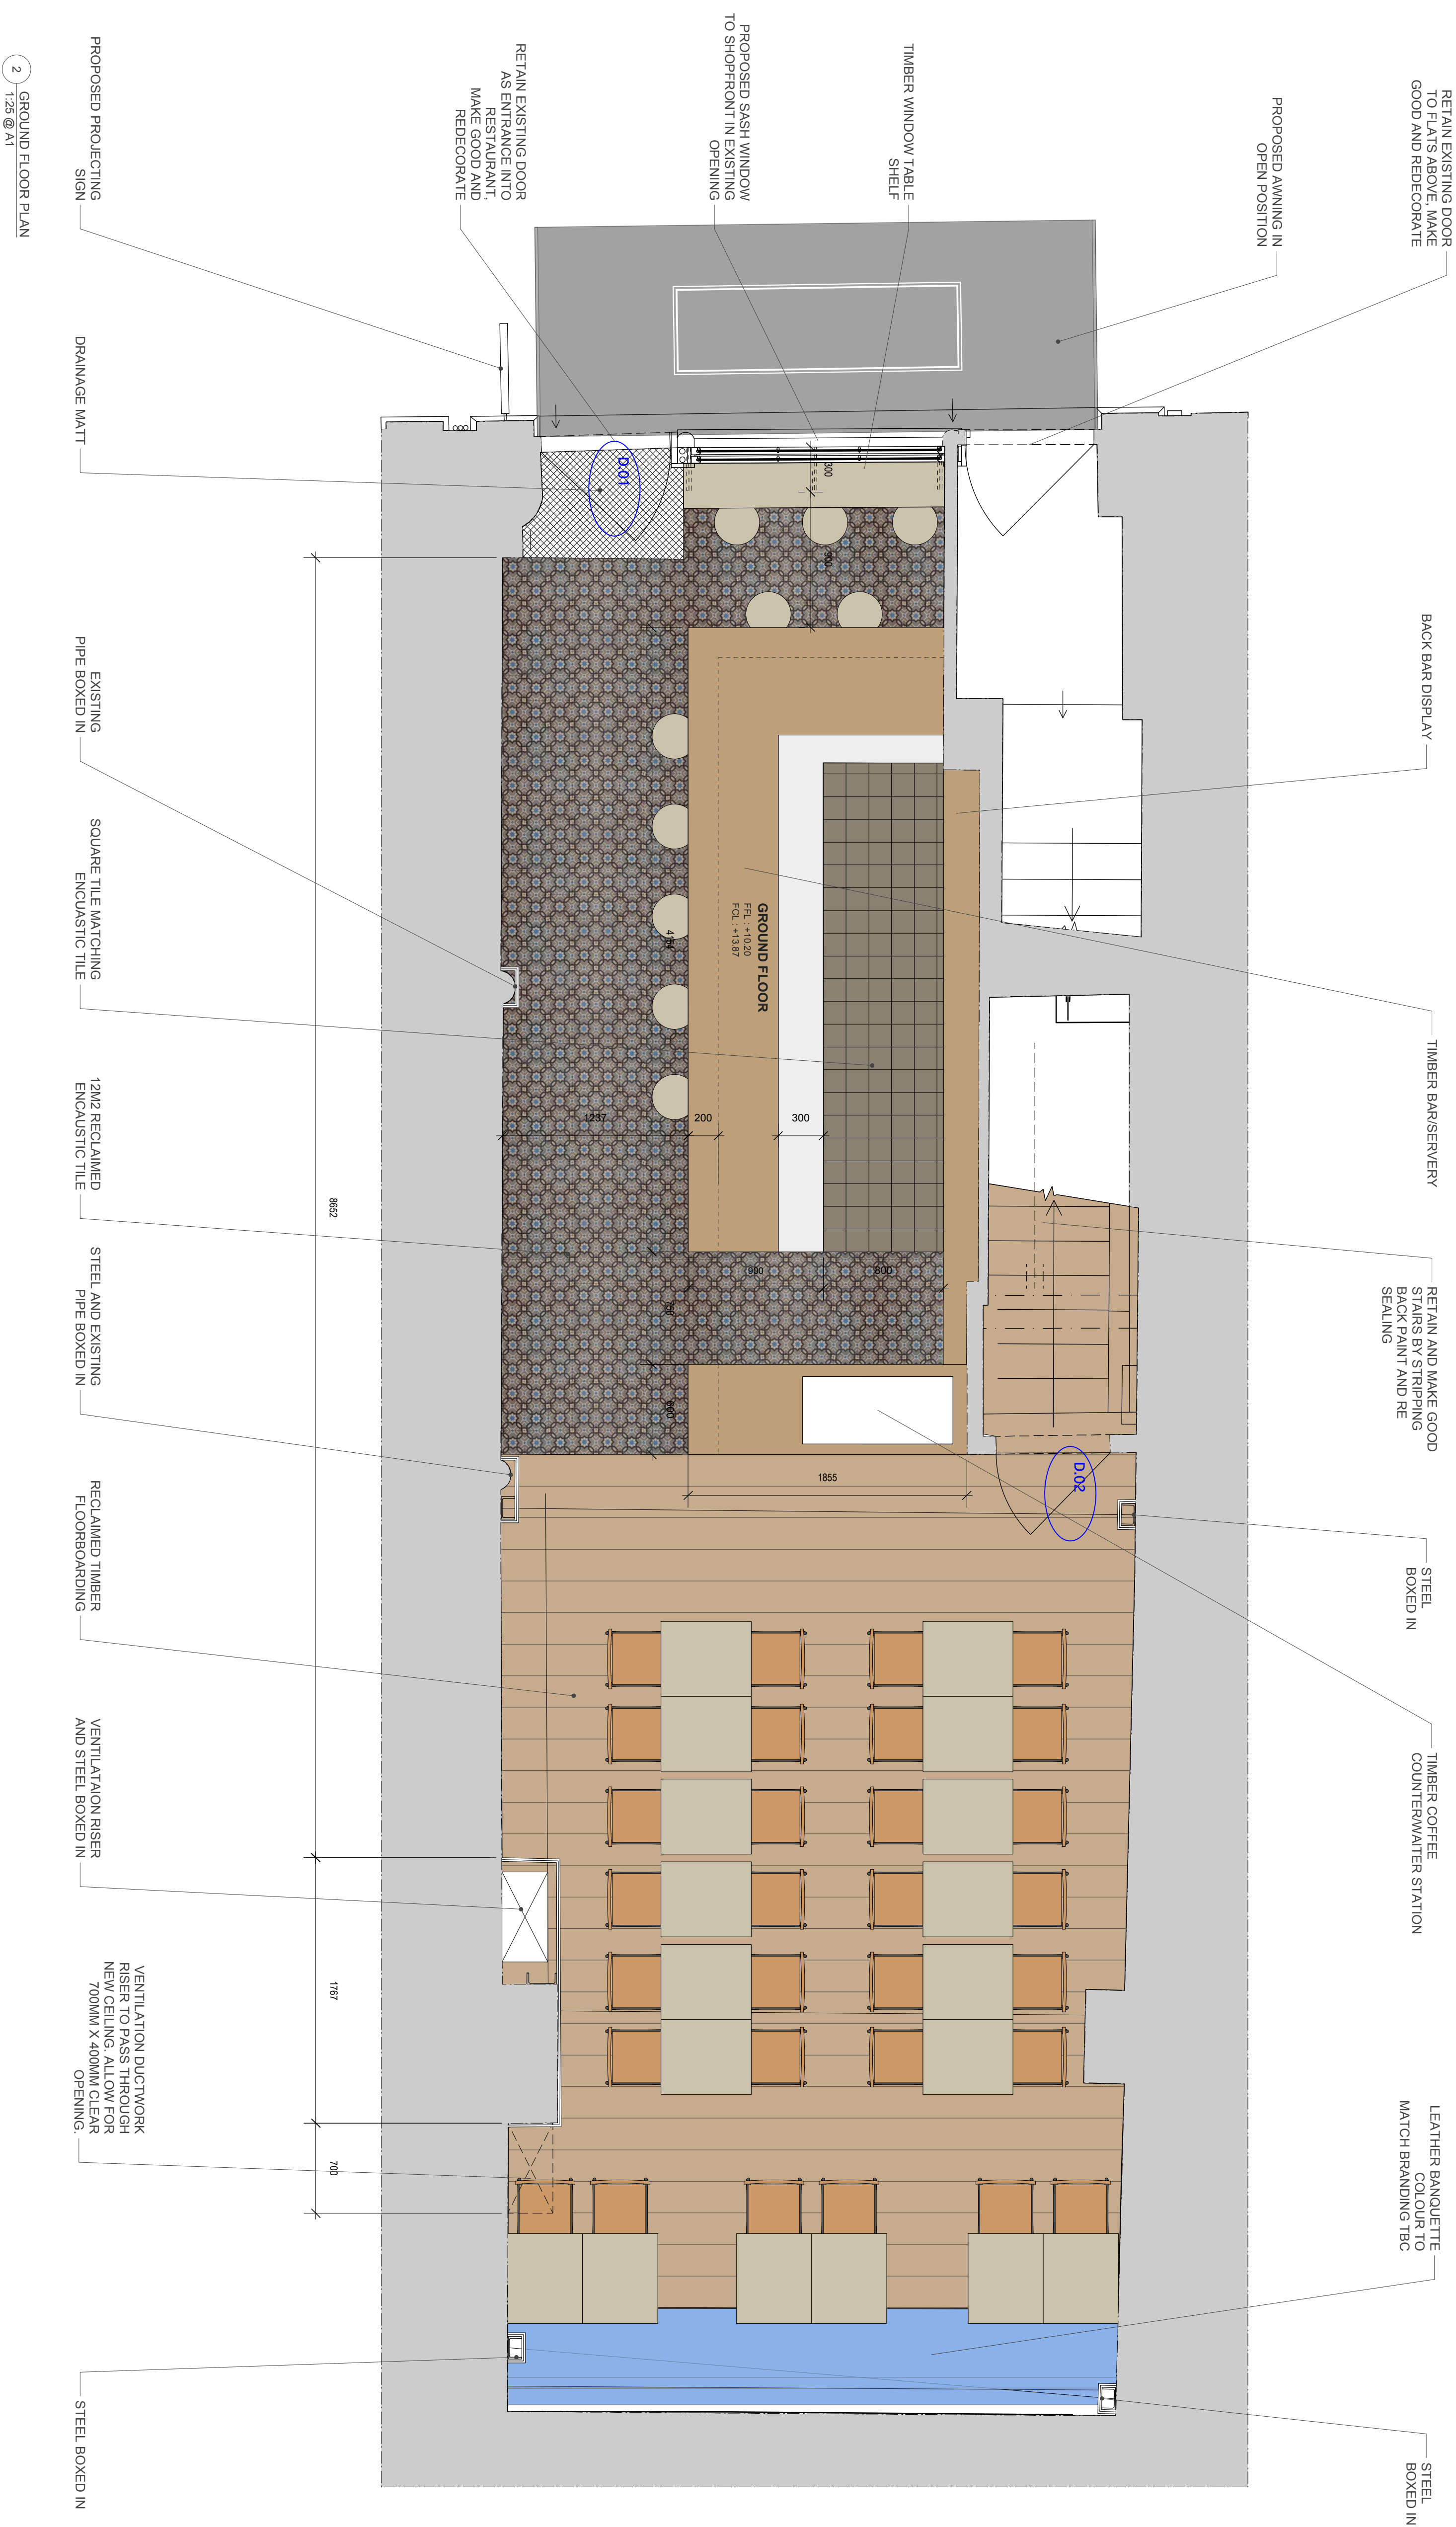 RETAIN EXISTING DOOR
TO FLATS ABOVE, MAKE
GOOD AND REDECORATE
PROPOSED AWNING IN
OPEN POSITION
TIMBER WINDOW TABLE
SHELF
PROPOSED SASH WINDOW
TO SHOPFRONT IN EXISTING
OPENING
RETAIN EXISTING DOOR
AS ENTRANCE INTO
RESTAURANT,
MAKE GOOD AND
REDECORATE
PROPOSED PROJECTING
SIGN
2
GROUND FLOOR PLAN
1:25 @ A1
BACK BAR DISPLAY
TIMBER BAR/SERVERY
RETAIN AND MAKE GOOD
STAIRS BY STRIPPING
BACK PAINT AND RE
SEALING
STEEL
BOXED IN
TIMBER COFFEE
COUNTER/WAITER STATION
LEATHER BANQUETTE
COLOUR TO
MATCH BRANDING TBC
STEEL
BOXED IN
D.01
D.02
300
900
GROUND FLOOR
FFL : +10.20
FCL : +13.87
4154
1237
200
300
900
800
750
600
1855
8652
1767
700
DRAINAGE MATT
EXISTING
PIPE BOXED IN
SQUARE TILE MATCHING
ENCUASTIC TILE
12M2 RECLAIMED
ENCAUSTIC TILE
STEEL AND EXISTING
PIPE BOXED IN
RECLAIMED TIMBER
FLOORBOARDING
VENTILATAION RISER
AND STEEL BOXED IN
VENTILATION DUCTWORK
RISER TO PASS THROUGH
NEW CEILING. ALLOW FOR
700MM X 400MM CLEAR
OPENING.
STEEL BOXED IN